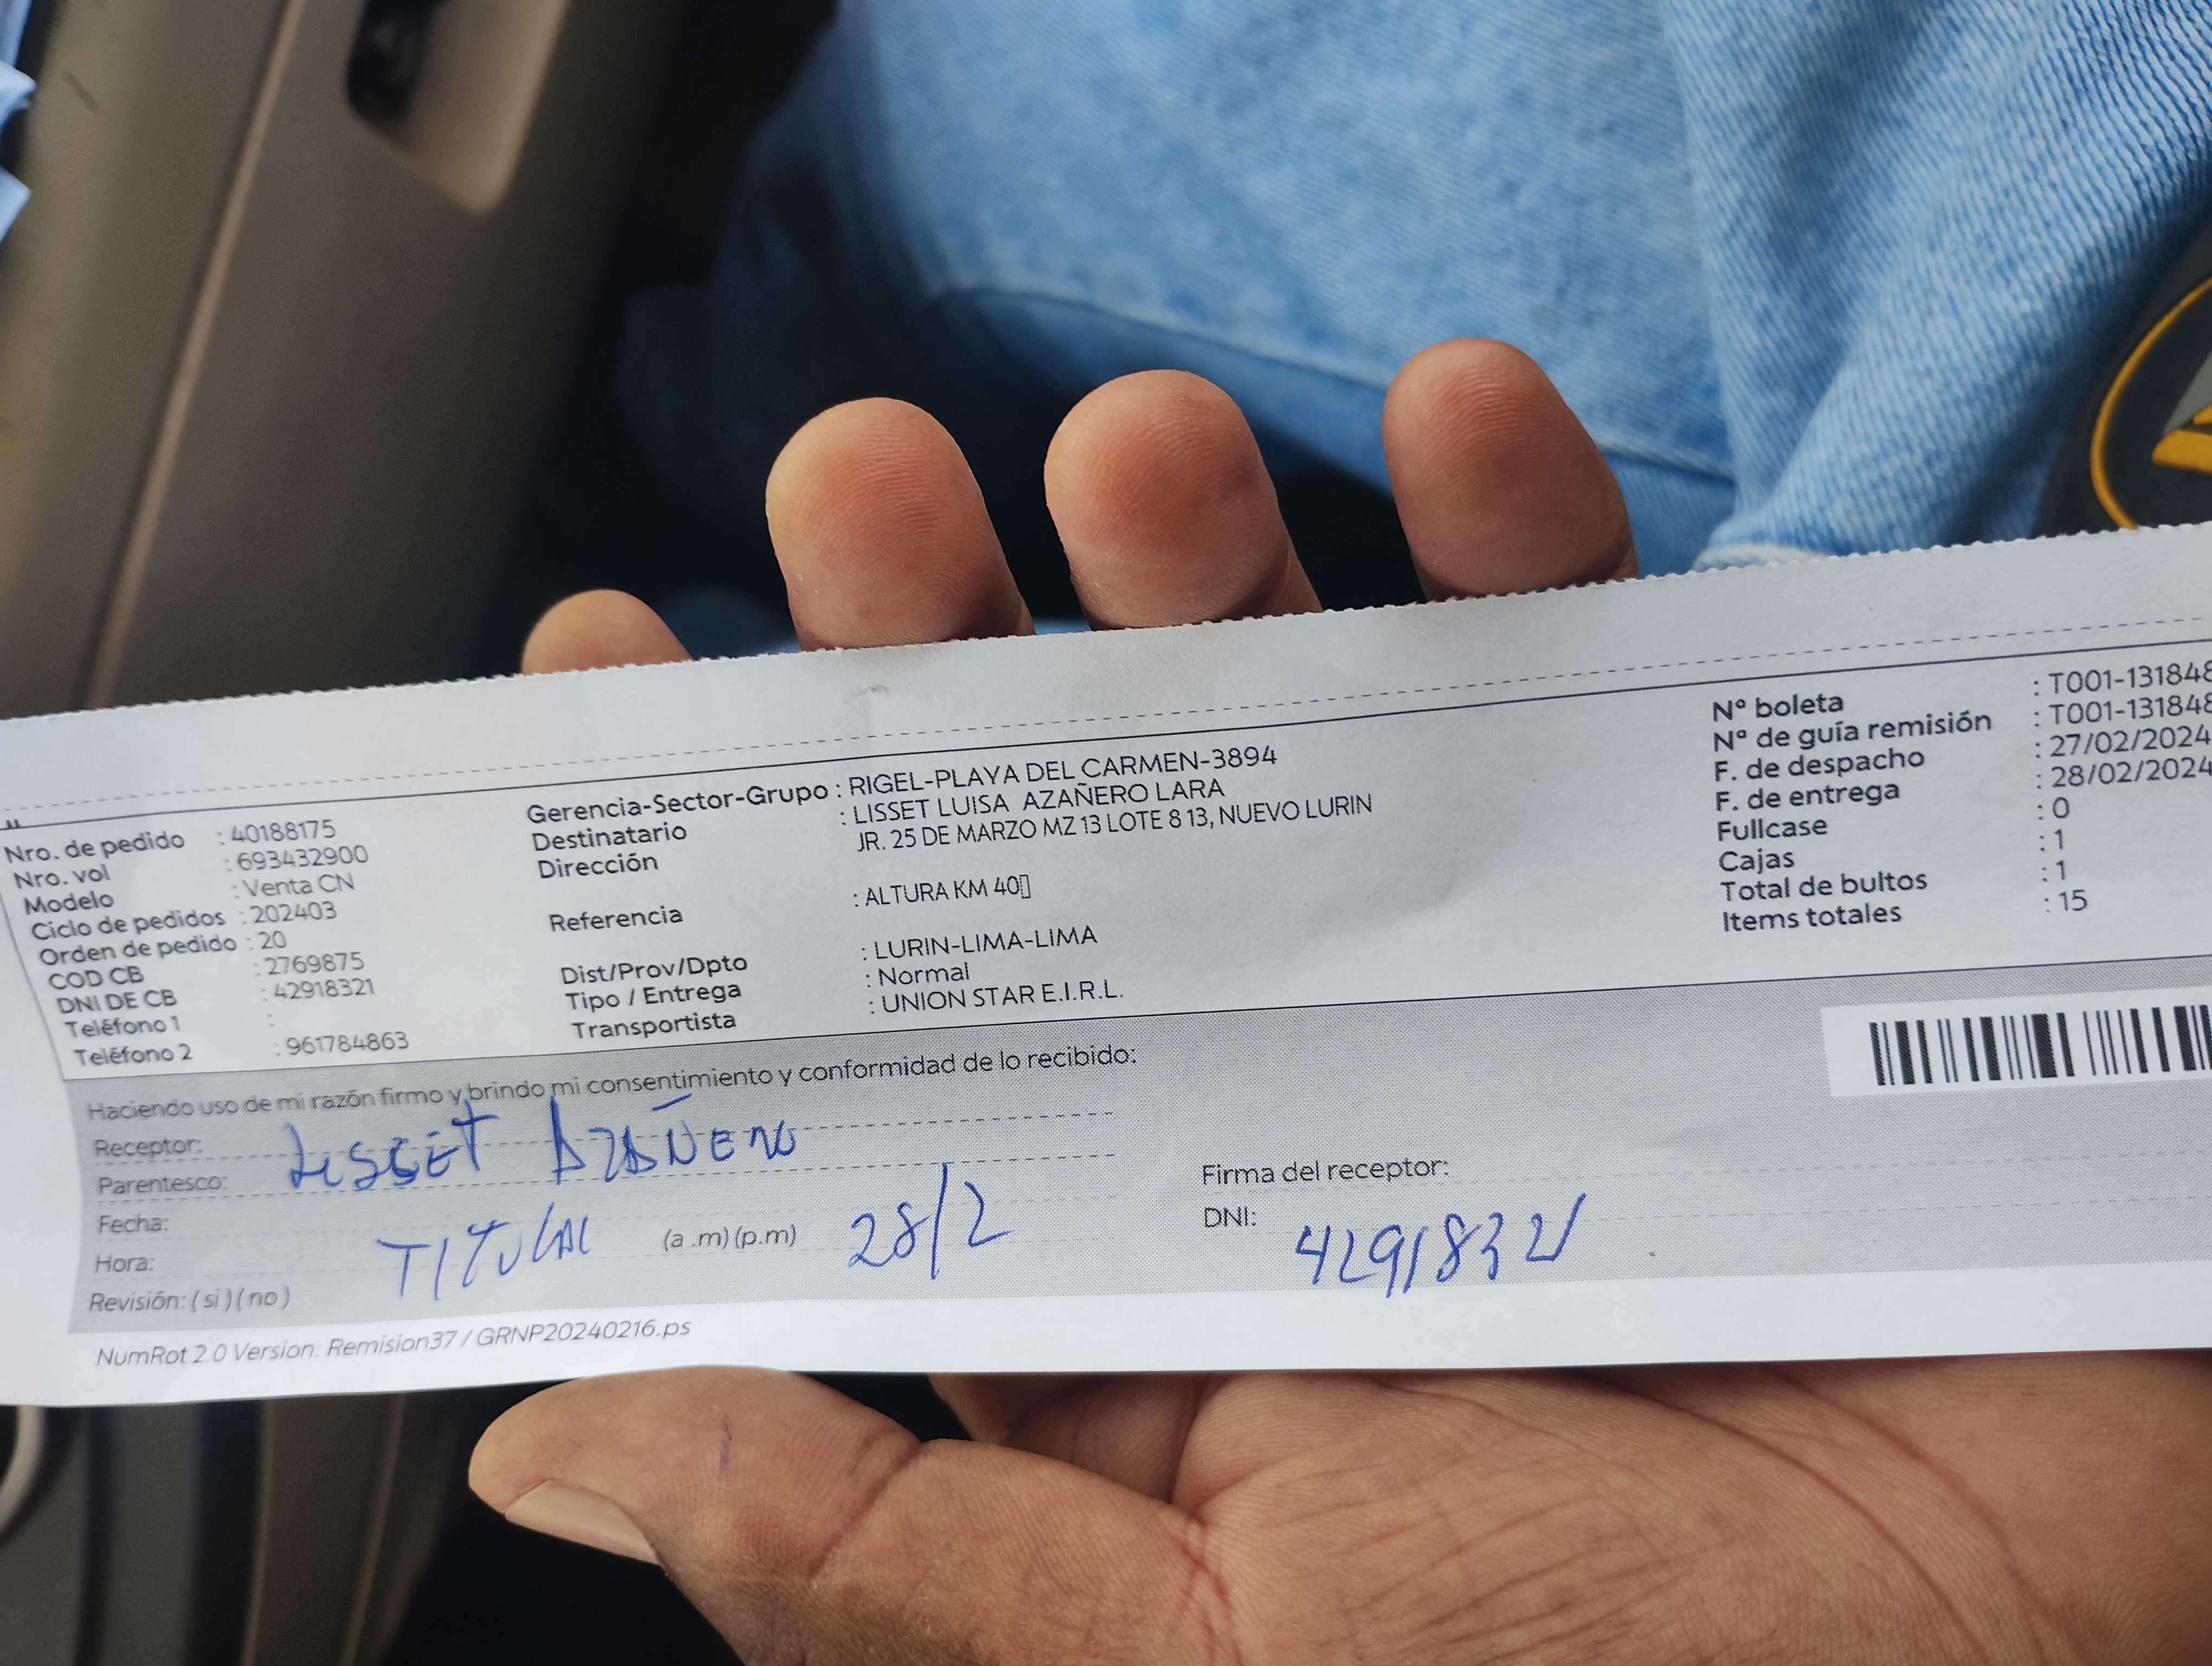 Nro. de pedido : 40188175
Nro. vol : 693432900
Modelo : Venta CN
Ciclo de pedidos : 202403
Orden de pedido : 20
COD CB : 2769875
DNI DE CB : 42918321
Teléfono 1 :
Teléfono 2 : 961784863
Gerencia-Sector-Grupo : RIGEL-PLAYA DEL CARMEN-3894
Destinatario : LISSET LUISA AZAÑERO LARA
Dirección JR. 25 DE MARZO MZ 13 LOTE 8 13, NUEVO LURIN
Referencia : ALTURA KM 40▯
Dist/Prov/Dpto : LURIN-LIMA-LIMA
Tipo / Entrega : Normal
Transportista : UNION STAR E.I.R.L.
Nº boleta : T001-131848
Nª de guía remisión : T001-131848
F. de despacho : 27/02/2024
F. de entrega : 28/02/2024
Fullcase : 0
Cajas : 1
Total de bultos : 1
Items totales : 15
Haciendo uso de mi razón firmo y brindo mi consentimiento y conformidad de lo recibido:
Receptor: LISSET AZAÑERO
Parentesco:
Fecha: TITULAR
Hora: (a .m) (p.m) 28/2
Revisión: ( si ) ( no )
Firma del receptor:
DNI: 42918321
NumRot 2.0 Version: Remision37 / GRNP20240216.ps